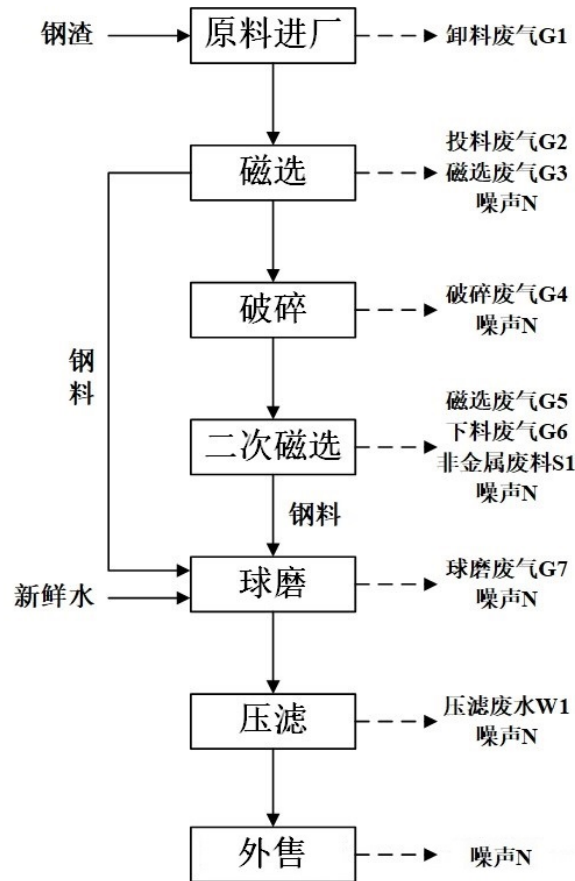 钢渣
原料进厂
卸料废气G1
磁选
投料废气G2
磁选废气G3
噪声N
破碎
破碎废气G4
噪声N
钢
料
二次磁选
磁选废气G5
下料废气G6
非金属废料S1
噪声N
钢料
新鲜水
球磨
球磨废气G7
噪声N
压滤
压滤废水W1
噪声N
外售
噪声N